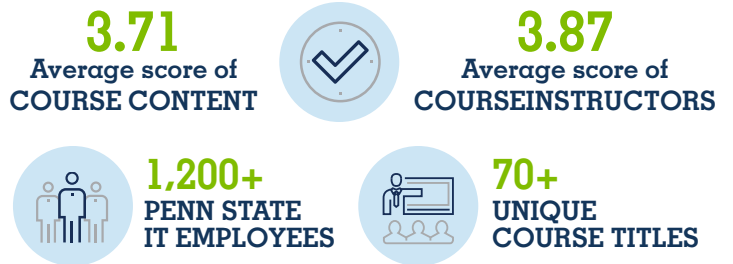 3.71
Average score of
COURSE CONTENT
3.87
Average score of
COURSEINSTRUCTORS
1,200+
PENN STATE
IT EMPLOYEES
70+
UNIQUE
COURSE TITLES